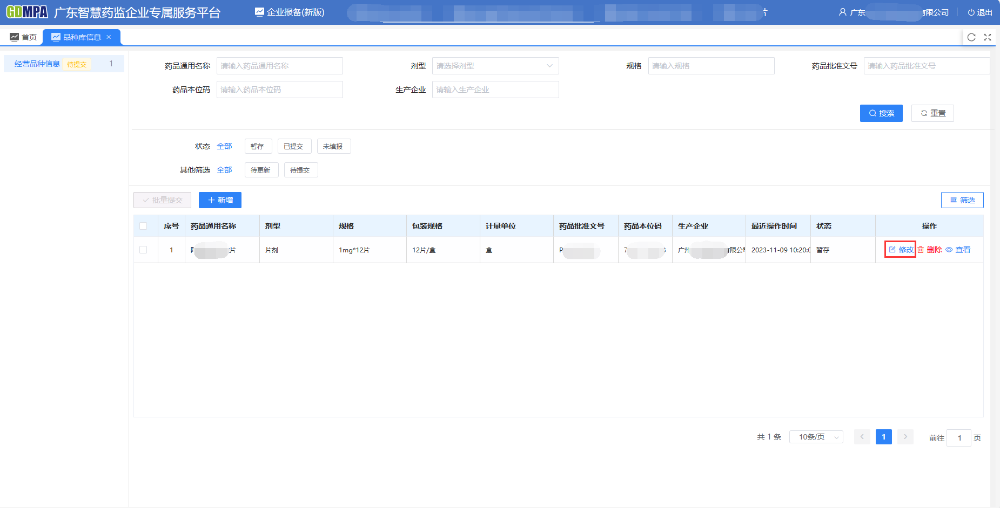 GDMPA 广东智慧药监企业专属服务平台 企业报备(新版) 广东 有限公司 退出
首页 品种库信息 ×
经营品种信息 待提交 1
药品通用名称 请输入药品通用名称 剂型 请选择剂型 规格 请输入规格 药品批准文号 请输入药品批准文号
药品本位码 请输入药品本位码 生产企业 请输入生产企业
搜索 重置
状态 全部 暂存 已提交 未填报
其他筛选 全部 待更新 待提交
批量提交 新增 筛选
序号 药品通用名称 剂型 规格 包装规格 计量单位 药品批准文号 药品本位码 生产企业 最近操作时间 状态 操作
1 片 片剂 1mg*12片 12片/盒 盒 7 广州 有限公司 2023-11-09 10:20:0 暂存 修改 删除 查看
共 1 条 10条/页 < 1 > 前往 1 页